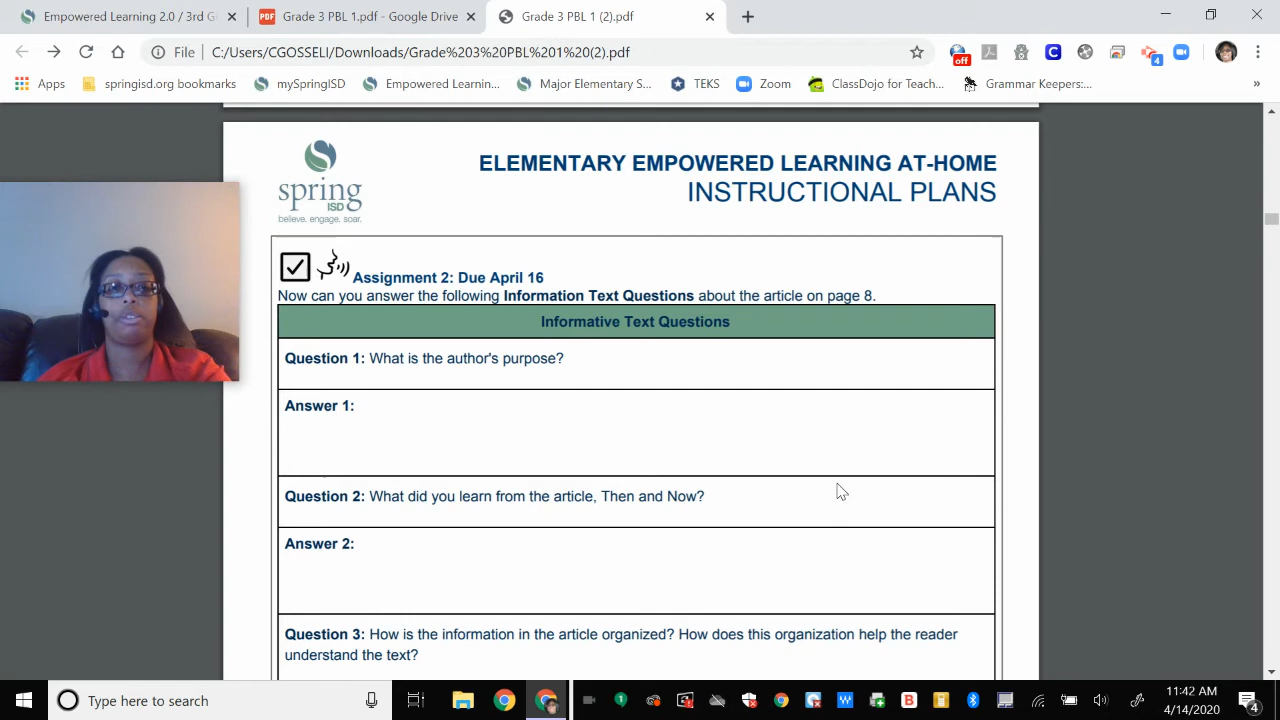 Empowered Learning 2.0 / 3rd G
Grade 3 PBL 1.pdf - Google Drive
Grade 3 PBL 1 (2).pdf
File
C:/Users/CGOSSELI/Downloads/Grade%203%20PBL%201%20(2).pdf
off
4
Apps
springisd.org bookmarks
mySpringISD
Empowered Learnin...
Major Elementary S...
TEKS
Zoom
ClassDojo for Teach...
Grammar Keepers:...
»
spring
ISD
believe. engage. soar.
ELEMENTARY EMPOWERED LEARNING AT-HOME
INSTRUCTIONAL PLANS
Assignment 2: Due April 16
Now can you answer the following Information Text Questions about the article on page 8.
Informative Text Questions
Question 1: What is the author's purpose?
Answer 1:
Question 2: What did you learn from the article, Then and Now?
Answer 2:
Question 3: How is the information in the article organized? How does this organization help the reader
understand the text?
Type here to search
11:42 AM
4/14/2020
4